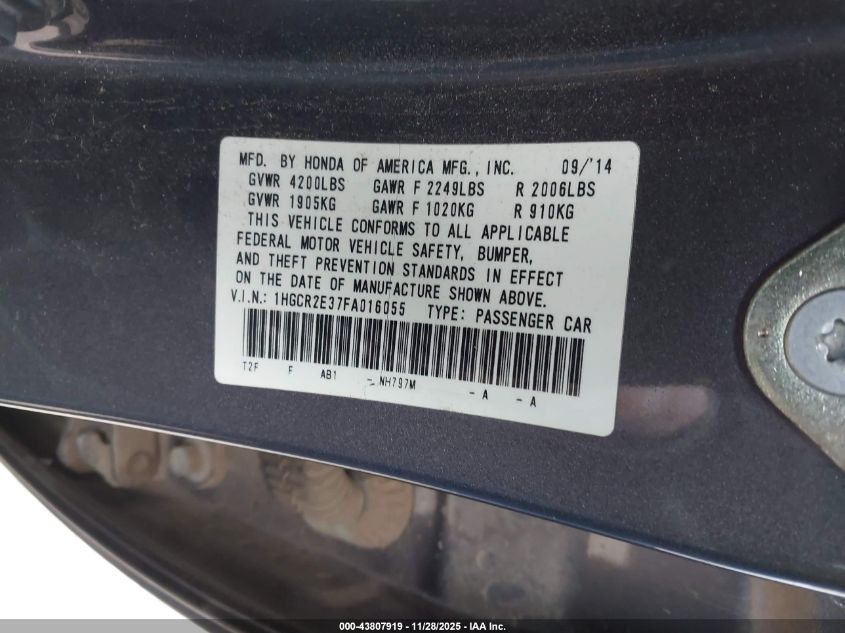 MFD. BY HONDA OF AMERICA MFG., INC. 09/'14
GVWR 4200LBS GAWR F 2249LBS R 2006LBS
GVWR 1905KG GAWR F 1020KG R 910KG
THIS VEHICLE CONFORMS TO ALL APPLICABLE
FEDERAL MOTOR VEHICLE SAFETY, BUMPER,
AND THEFT PREVENTION STANDARDS IN EFFECT
ON THE DATE OF MANUFACTURE SHOWN ABOVE.
V.I.N.: 1HGCR2E37FA016055 TYPE: PASSENGER CAR
T2F F AB1 - NH797M - A - A
000-43807919 - 11/28/2025 - IAA Inc.